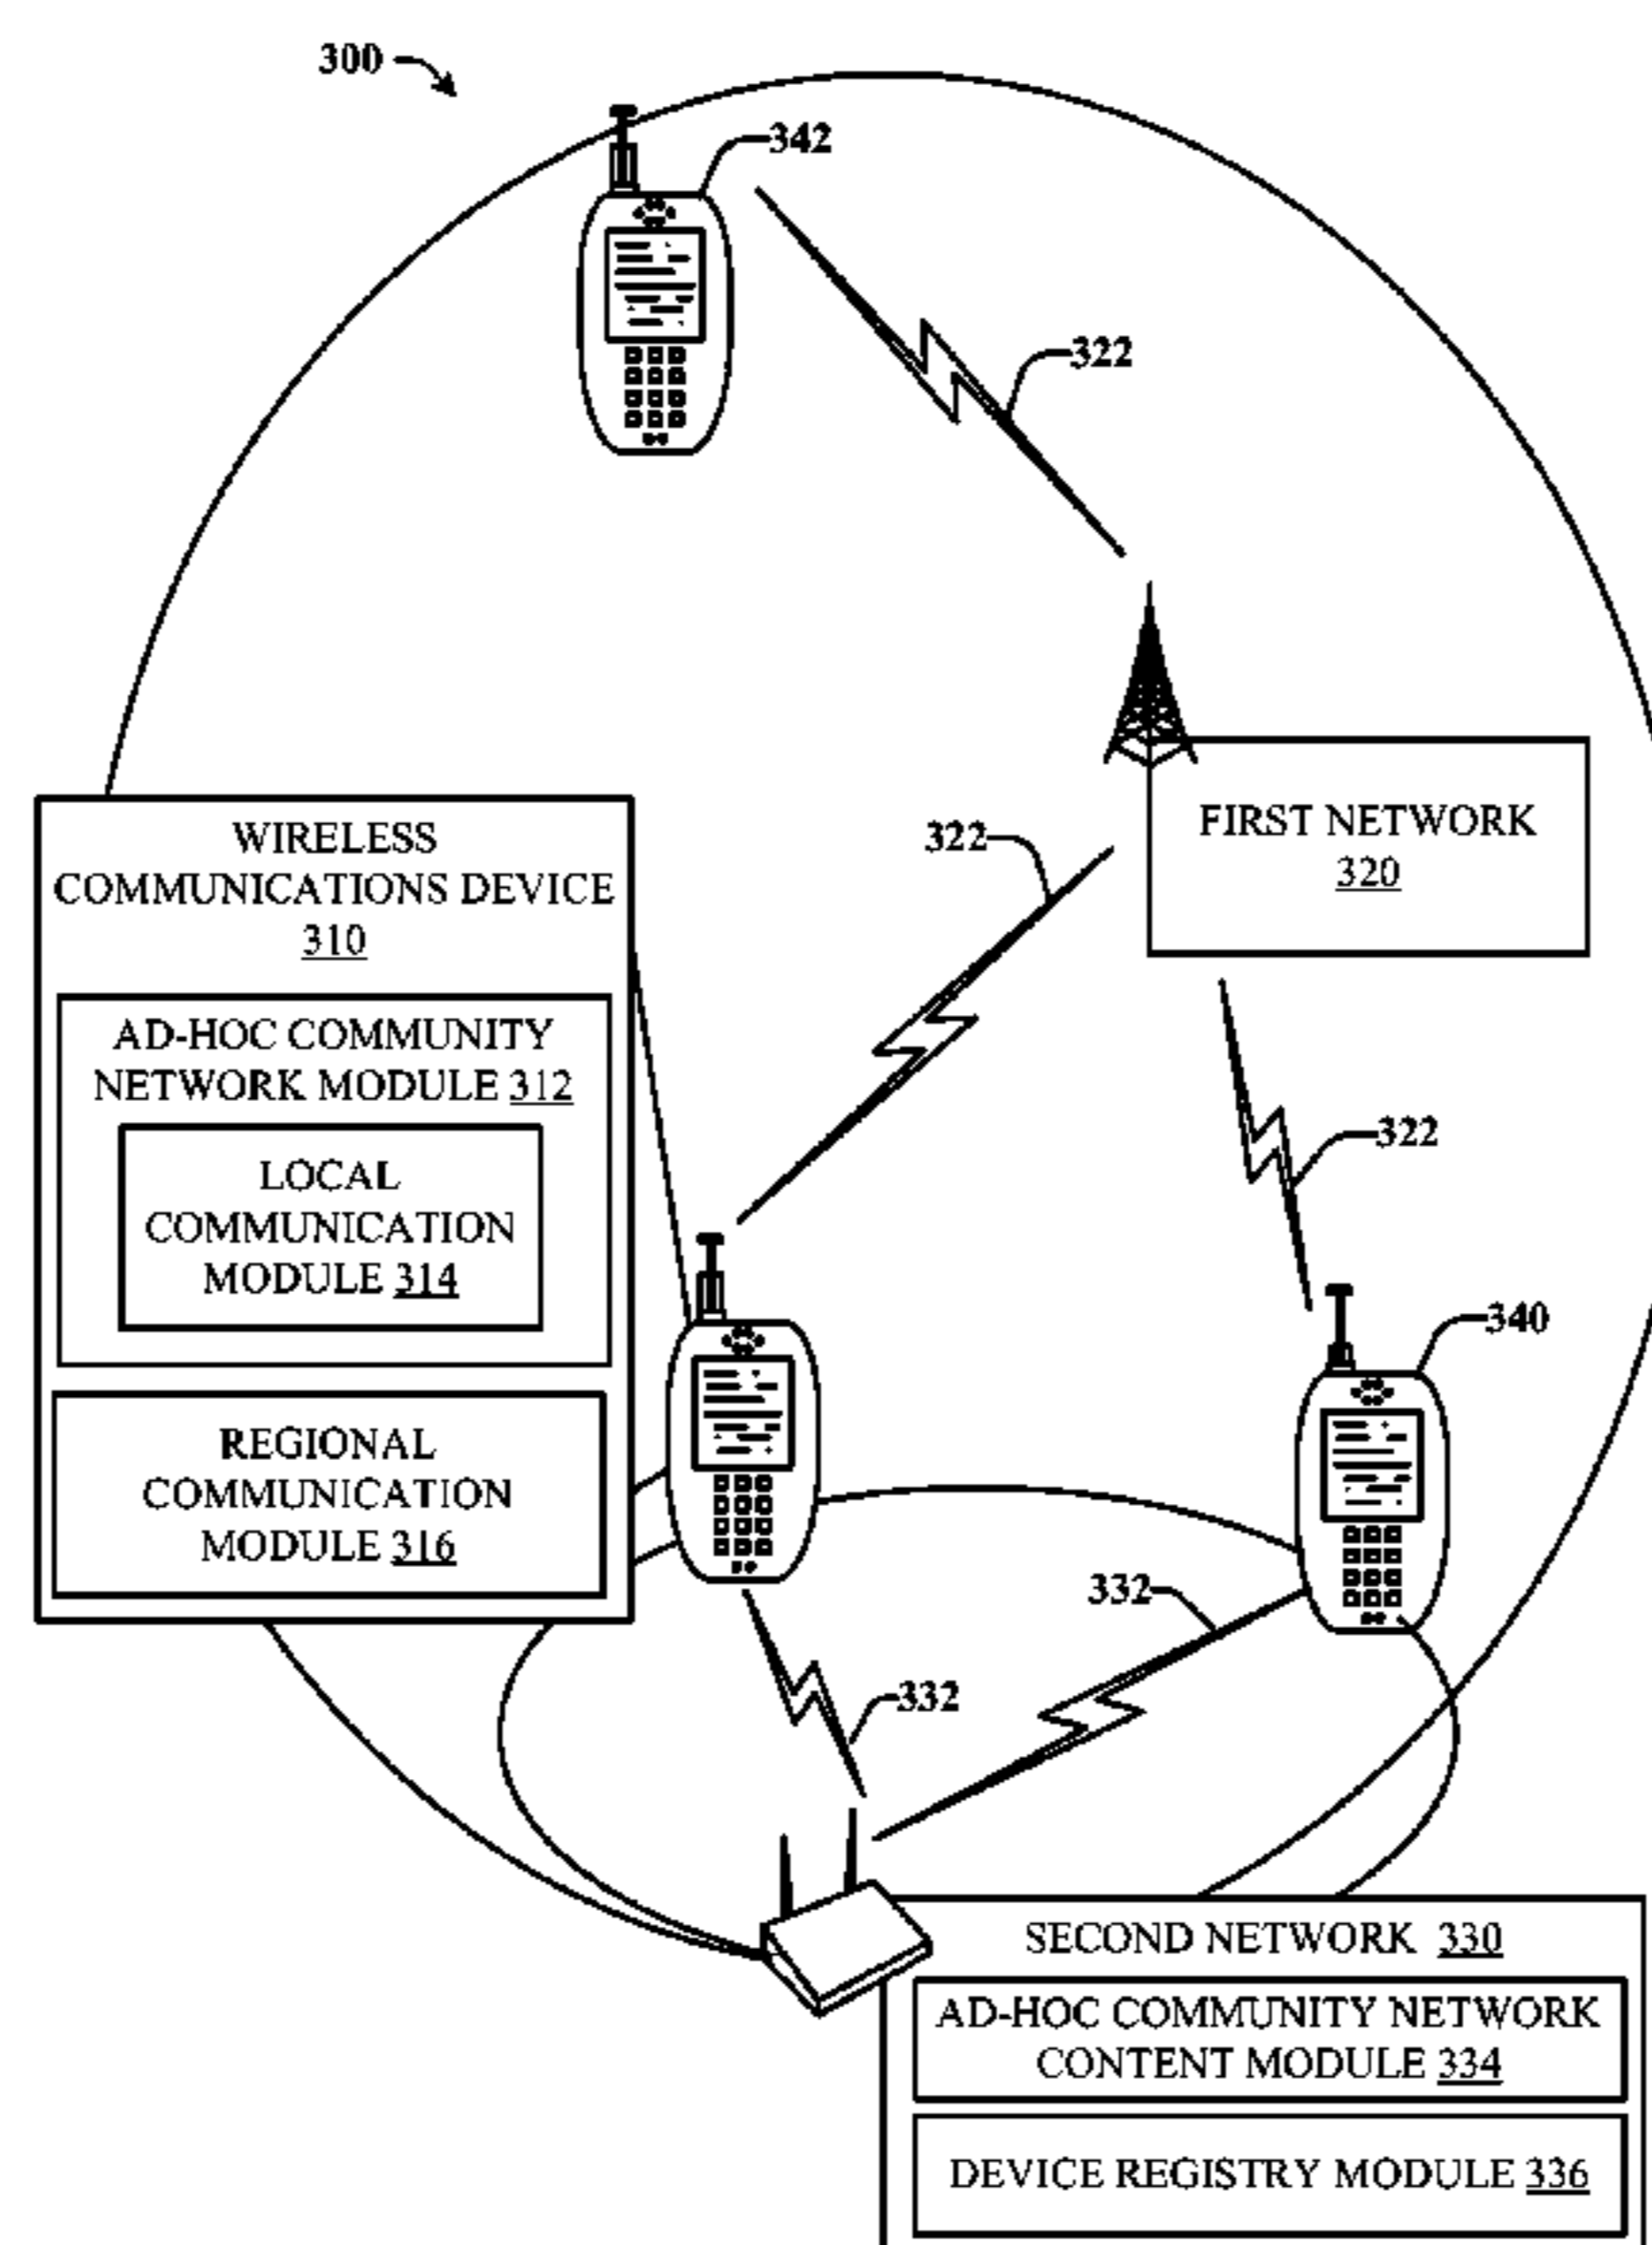 300
342
322
FIRST NETWORK
320
322
WIRELESS
COMMUNICATIONS DEVICE
310
AD-HOC COMMUNITY
NETWORK MODULE 312
LOCAL
COMMUNICATION
MODULE 314
REGIONAL
COMMUNICATION
MODULE 316
322
340
332
332
SECOND NETWORK 330
AD-HOC COMMUNITY NETWORK
CONTENT MODULE 334
DEVICE REGISTRY MODULE 336